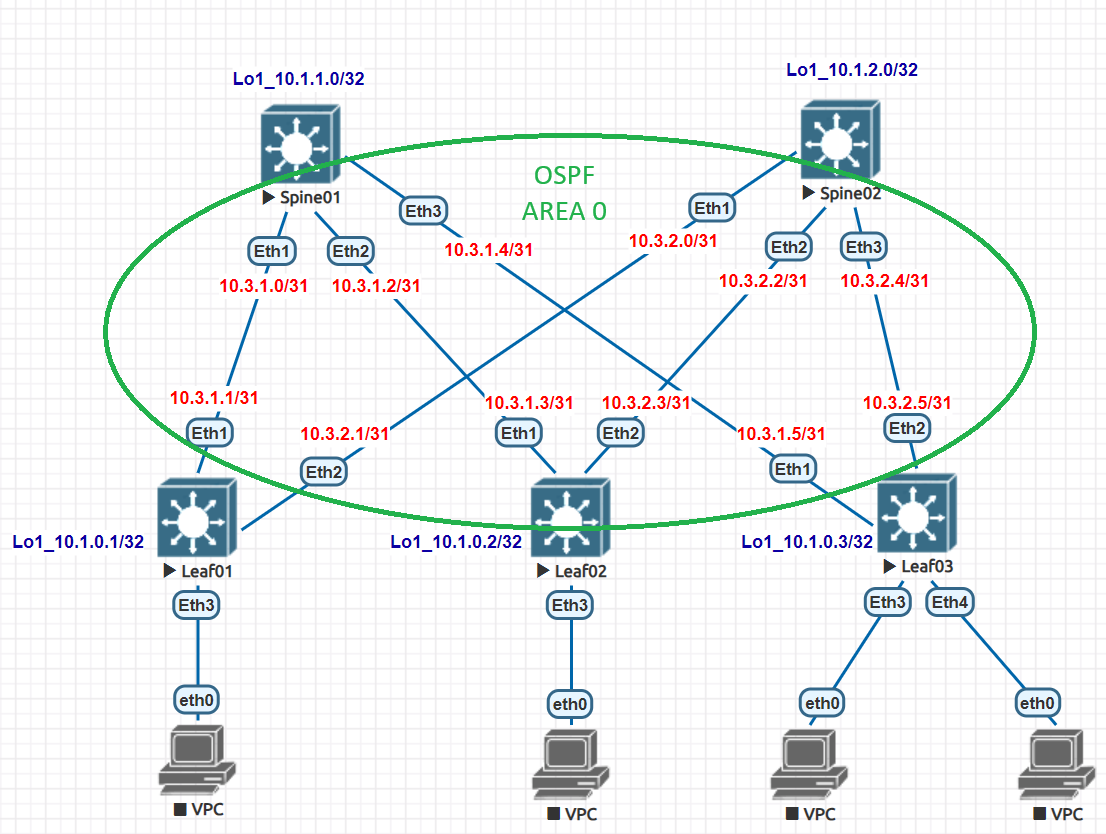 Lo1_10.1.1.0/32
Lo1_10.1.2.0/32
OSPF
AREA 0
Spine01
Spine02
Eth3
Eth1
Eth1
Eth2
Eth2
Eth3
10.3.1.4/31
10.3.2.0/31
10.3.1.0/31
10.3.1.2/31
10.3.2.2/31
10.3.2.4/31
10.3.1.1/31
10.3.2.1/31
10.3.1.3/31
10.3.2.3/31
10.3.1.5/31
10.3.2.5/31
Eth1
Eth2
Eth1
Eth2
Eth1
Eth2
Lo1_10.1.0.1/32
Lo1_10.1.0.2/32
Lo1_10.1.0.3/32
Leaf01
Leaf02
Leaf03
Eth3
Eth3
Eth3
Eth4
eth0
eth0
eth0
eth0
VPC
VPC
VPC
VPC